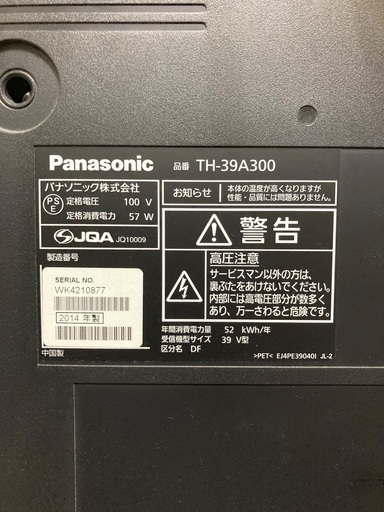 Panasonic 品番 TH-39A300
パナソニック株式会社
PS E 定格電圧 100 V
定格消費電力 57 W
お知らせ 本体の温度が高くなりますが
性能・品質には問題ありません。
JQA JQ10009
製造番号
SERIAL NO.
WK4210877
2014 年製
中国製
警告
高圧注意
サービスマン以外の方は、
裏ぶたをあけないでください。
内部には高電圧部分が数多く
あり、万一さわると危険です。
年間消費電力量 52 kWh/年
受信機型サイズ 39 V型
区分名 DF
>PET< EJ4PE39040I JL-2